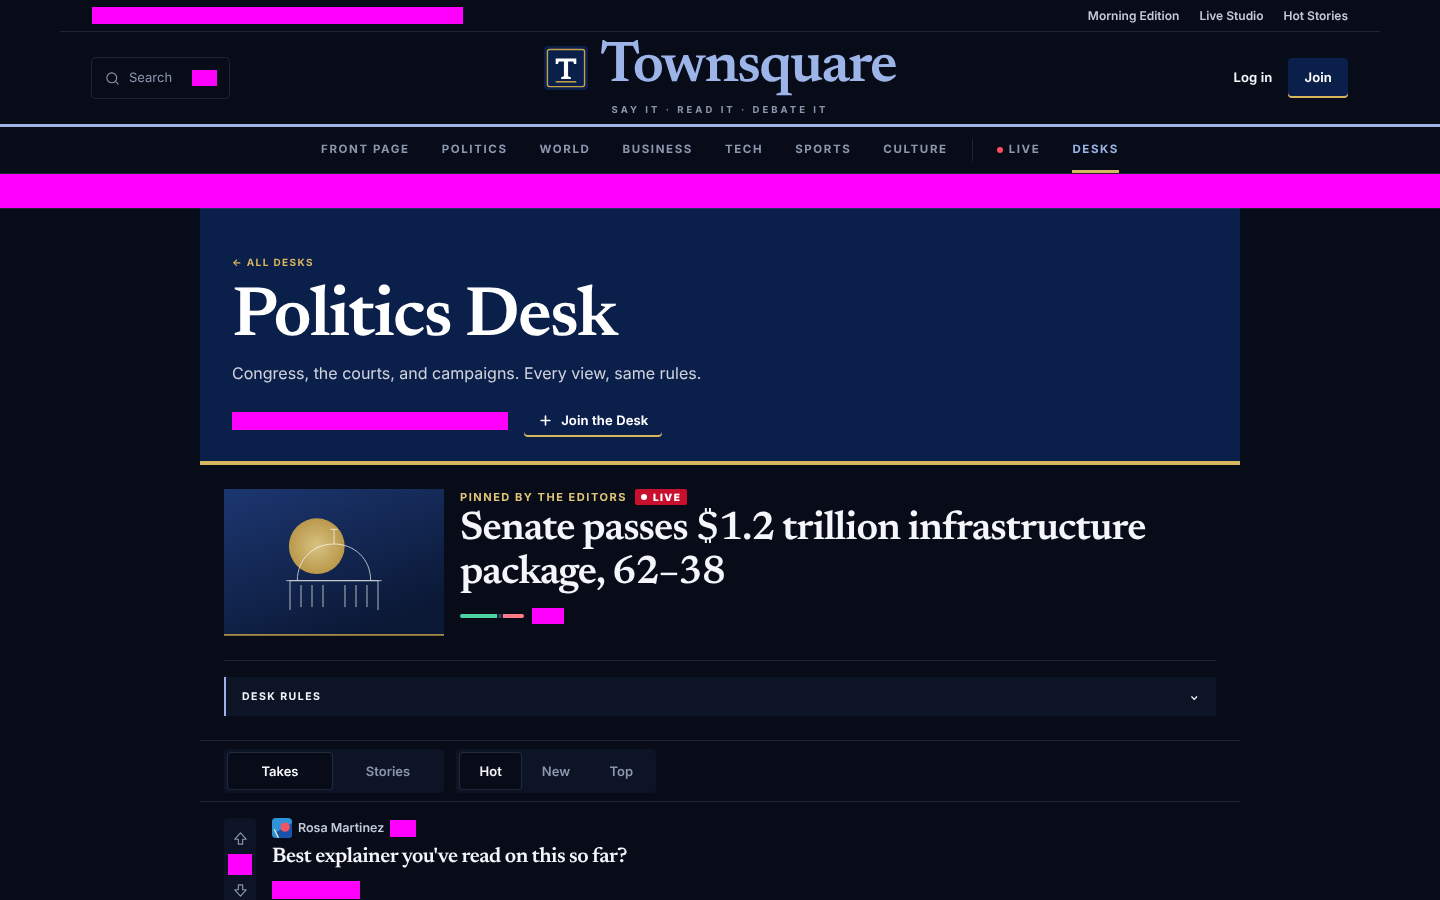 Morning Edition Live Studio Hot Stories
Search
T Townsquare
SAY IT · READ IT · DEBATE IT
Log in Join
FRONT PAGE POLITICS WORLD BUSINESS TECH SPORTS CULTURE LIVE DESKS
← ALL DESKS
Politics Desk
Congress, the courts, and campaigns. Every view, same rules.
+ Join the Desk
PINNED BY THE EDITORS LIVE
Senate passes $1.2 trillion infrastructure
package, 62–38
DESK RULES
Takes Stories Hot New Top
Rosa Martinez
Best explainer you've read on this so far?